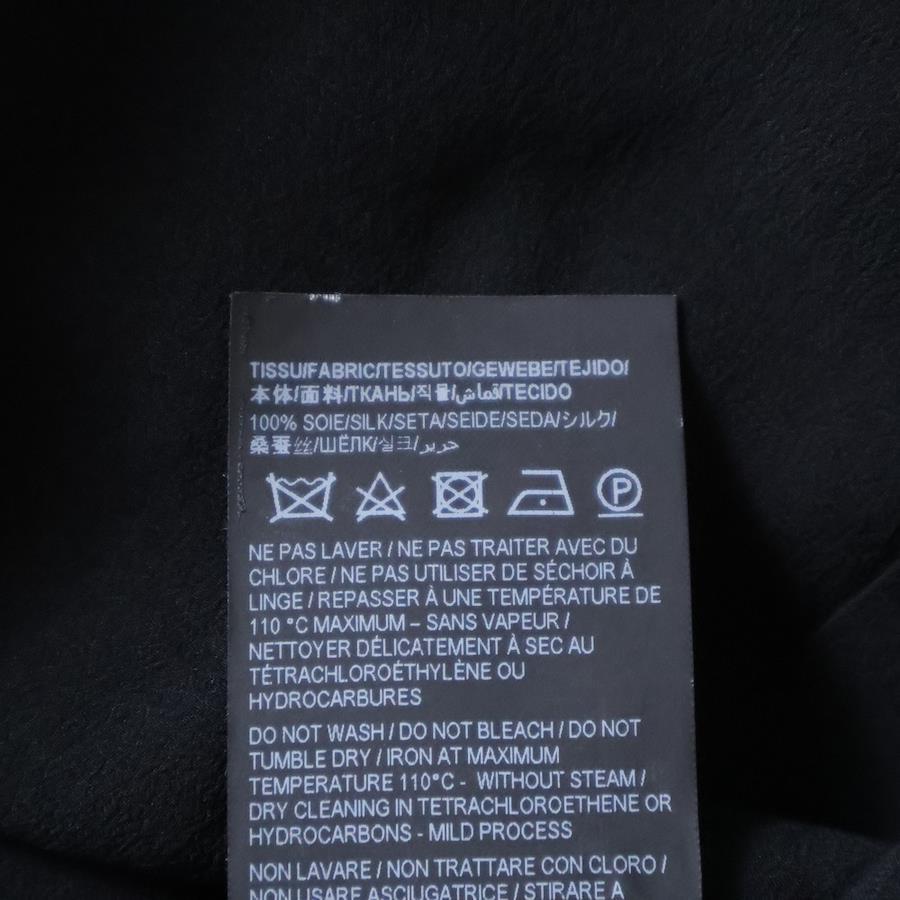 TISSU/FABRIC/TESSUTO/GEWEBE/TEJIDO/
本体/面料/ТКАНЬ/직물/قماش/TECIDO
100% SOIE/SILK/SETA/SEIDE/SEDA/シルク/
桑蚕丝/ШЁЛК/실크/حرير
P
NE PAS LAVER / NE PAS TRAITER AVEC DU
CHLORE / NE PAS UTILISER DE SÉCHOIR À
LINGE / REPASSER À UNE TEMPÉRATURE DE
110 °C MAXIMUM – SANS VAPEUR /
NETTOYER DÉLICATEMENT À SEC AU
TÉTRACHLOROÉTHYLÈNE OU
HYDROCARBURES
DO NOT WASH / DO NOT BLEACH / DO NOT
TUMBLE DRY / IRON AT MAXIMUM
TEMPERATURE 110°C - WITHOUT STEAM /
DRY CLEANING IN TETRACHLOROETHENE OR
HYDROCARBONS - MILD PROCESS
NON LAVARE / NON TRATTARE CON CLORO /
NON USARE ASCIUGATRICE / STIRARE A